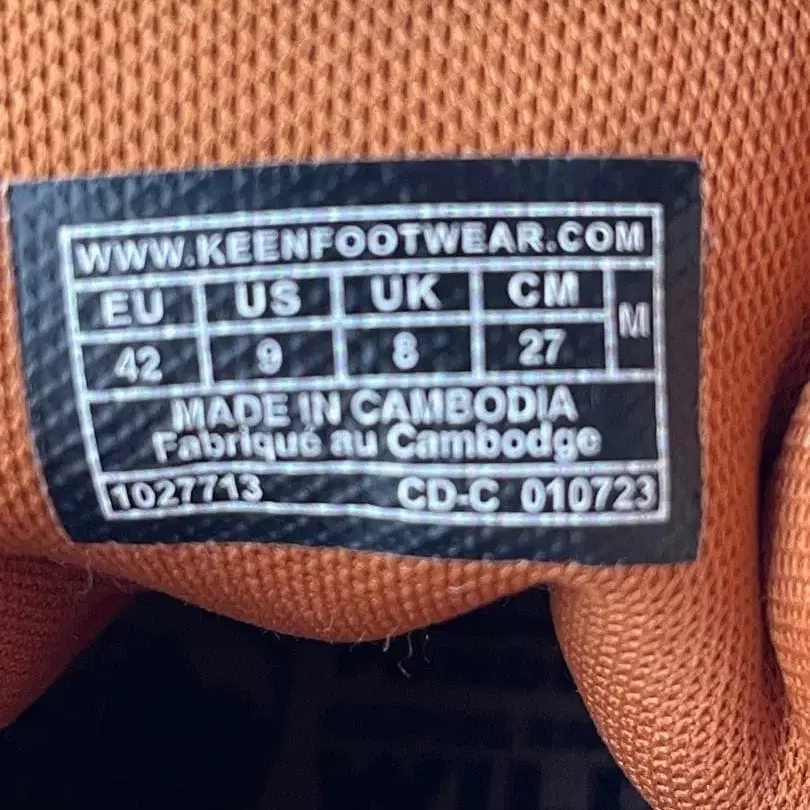 WWW.KEENFOOTWEAR.COM
EU US UK CM M
42 9 8 27
MADE IN CAMBODIA
Fabriqué au Cambodge
1027713 CD-C 010723